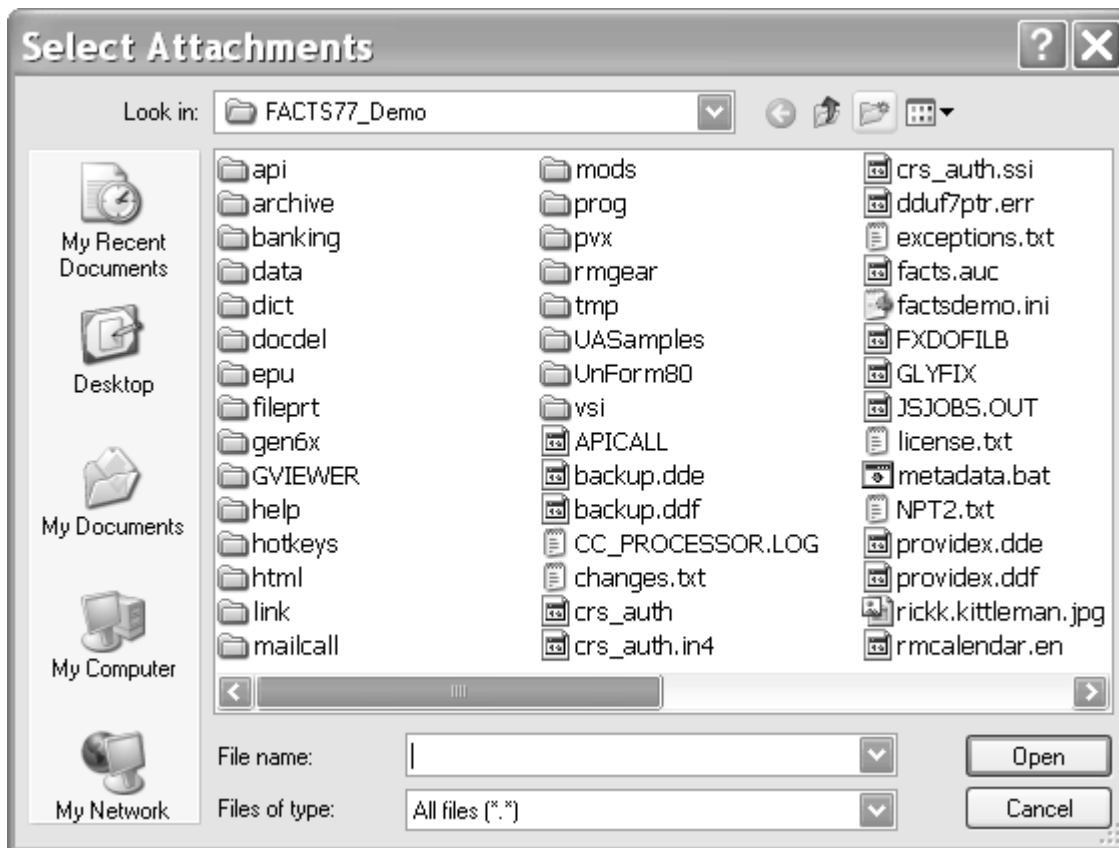 Select Attachments
Look in: FACTS77_Demo
My Recent
Documents
Desktop
My Documents
My Computer
My Network
api
archive
banking
data
dict
docdel
epu
fileprt
gen6x
GVIEWER
help
hotkeys
html
link
mailcall
mods
prog
pvx
rmgear
tmp
UASamples
UnForm80
vsi
APICALL
backup.dde
backup.ddf
CC_PROCESSOR.LOG
changes.txt
crs_auth
crs_auth.in4
crs_auth.ssi
dduf7ptr.err
exceptions.txt
facts.auc
factsdemo.ini
FXDOFILB
GLYFIX
JSJOBS.OUT
license.txt
metadata.bat
NPT2.txt
providex.dde
providex.ddf
rickk.kittleman.jpg
rmcalendar.en
File name:
Open
Files of type: All files (*.*)
Cancel